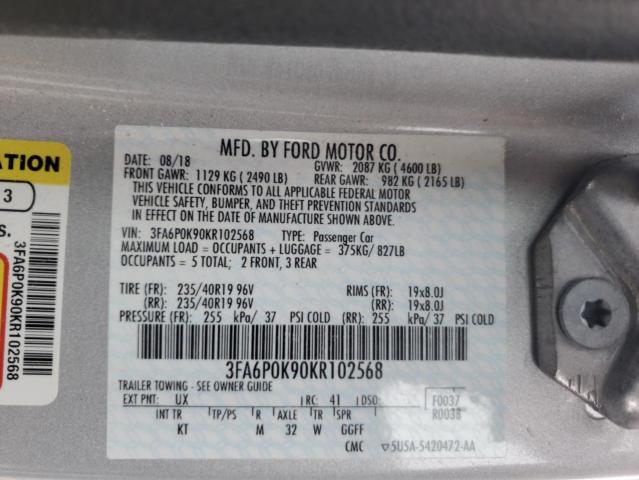 MFD. BY FORD MOTOR CO.
DATE: 08/18 GVWR: 2087 KG ( 4600 LB)
FRONT GAWR: 1129 KG ( 2490 LB) REAR GAWR: 982 KG ( 2165 LB)
THIS VEHICLE CONFORMS TO ALL APPLICABLE FEDERAL MOTOR
VEHICLE SAFETY, BUMPER, AND THEFT PREVENTION STANDARDS
IN EFFECT ON THE DATE OF MANUFACTURE SHOWN ABOVE.
VIN: 3FA6P0K90KR102568 TYPE: Passenger Car
MAXIMUM LOAD = OCCUPANTS + LUGGAGE = 375KG/ 827LB
OCCUPANTS = 5 TOTAL; 2 FRONT, 3 REAR
TIRE (FR): 235/40R19 96V RIMS (FR): 19x8.0J
(RR): 235/40R19 96V (RR): 19x8.0J
PRESSURE (FR): 255 kPa/ 37 PSI COLD (RR): 255 kPa/ 37 PSI COLD
3FA6P0K90KR102568
TRAILER TOWING - SEE OWNER GUIDE
EXT PNT: UX RC: 41 DSO: F0037
R0038
INT TR TP/PS R AXLE TR SPR
KT M 32 W GGFF
CMC 5U5A-5420472-AA
ATION
3
s.
3FA6P0K90KR102568